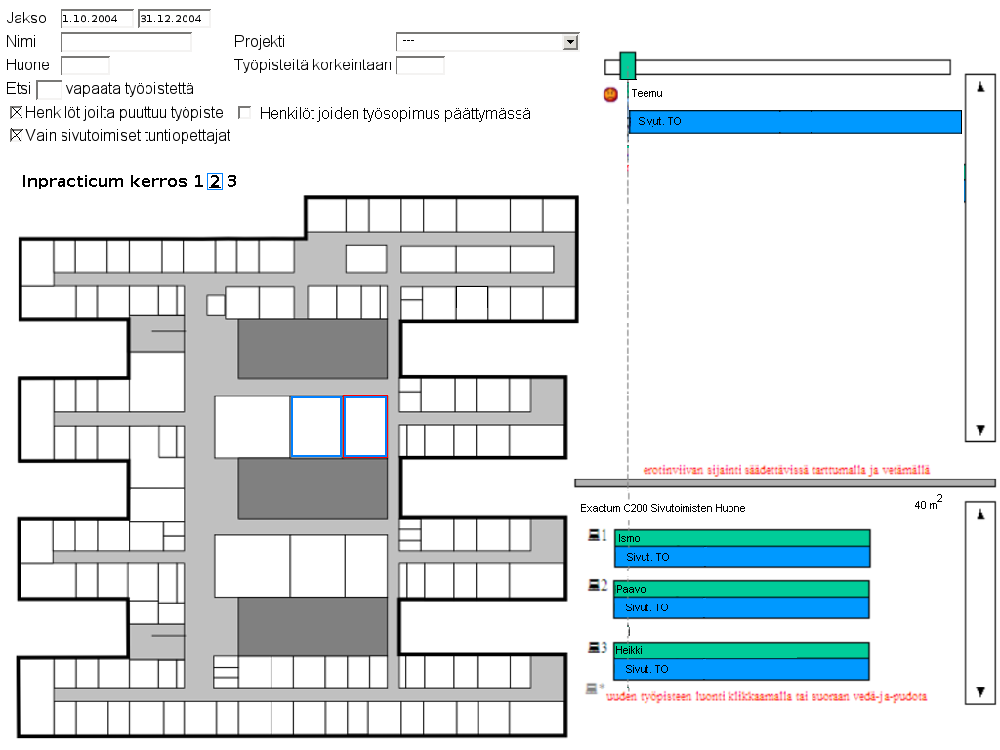 Jakso 1.10.2004 31.12.2004
Nimi
Projekti ---
Huone
Työpisteitä korkeintaan
Etsi vapaata työpistettä
Henkilöt joilta puuttuu työpiste
Henkilöt joiden työsopimus päättymässä
Vain sivutoimiset tuntiopettajat
Inpracticum kerros 1 2 3
Teemu
Sivut. TO
erotinviivan sijainti säädettävissä tarttumalla ja vetämällä
Exactum C200 Sivutoimisten Huone 40 m2
1 Ismo
Sivut. TO
2 Paavo
Sivut. TO
3 Heikki
Sivut. TO
* uuden työpisteen luonti klikkaamalla tai suoraan vedä-ja-pudota